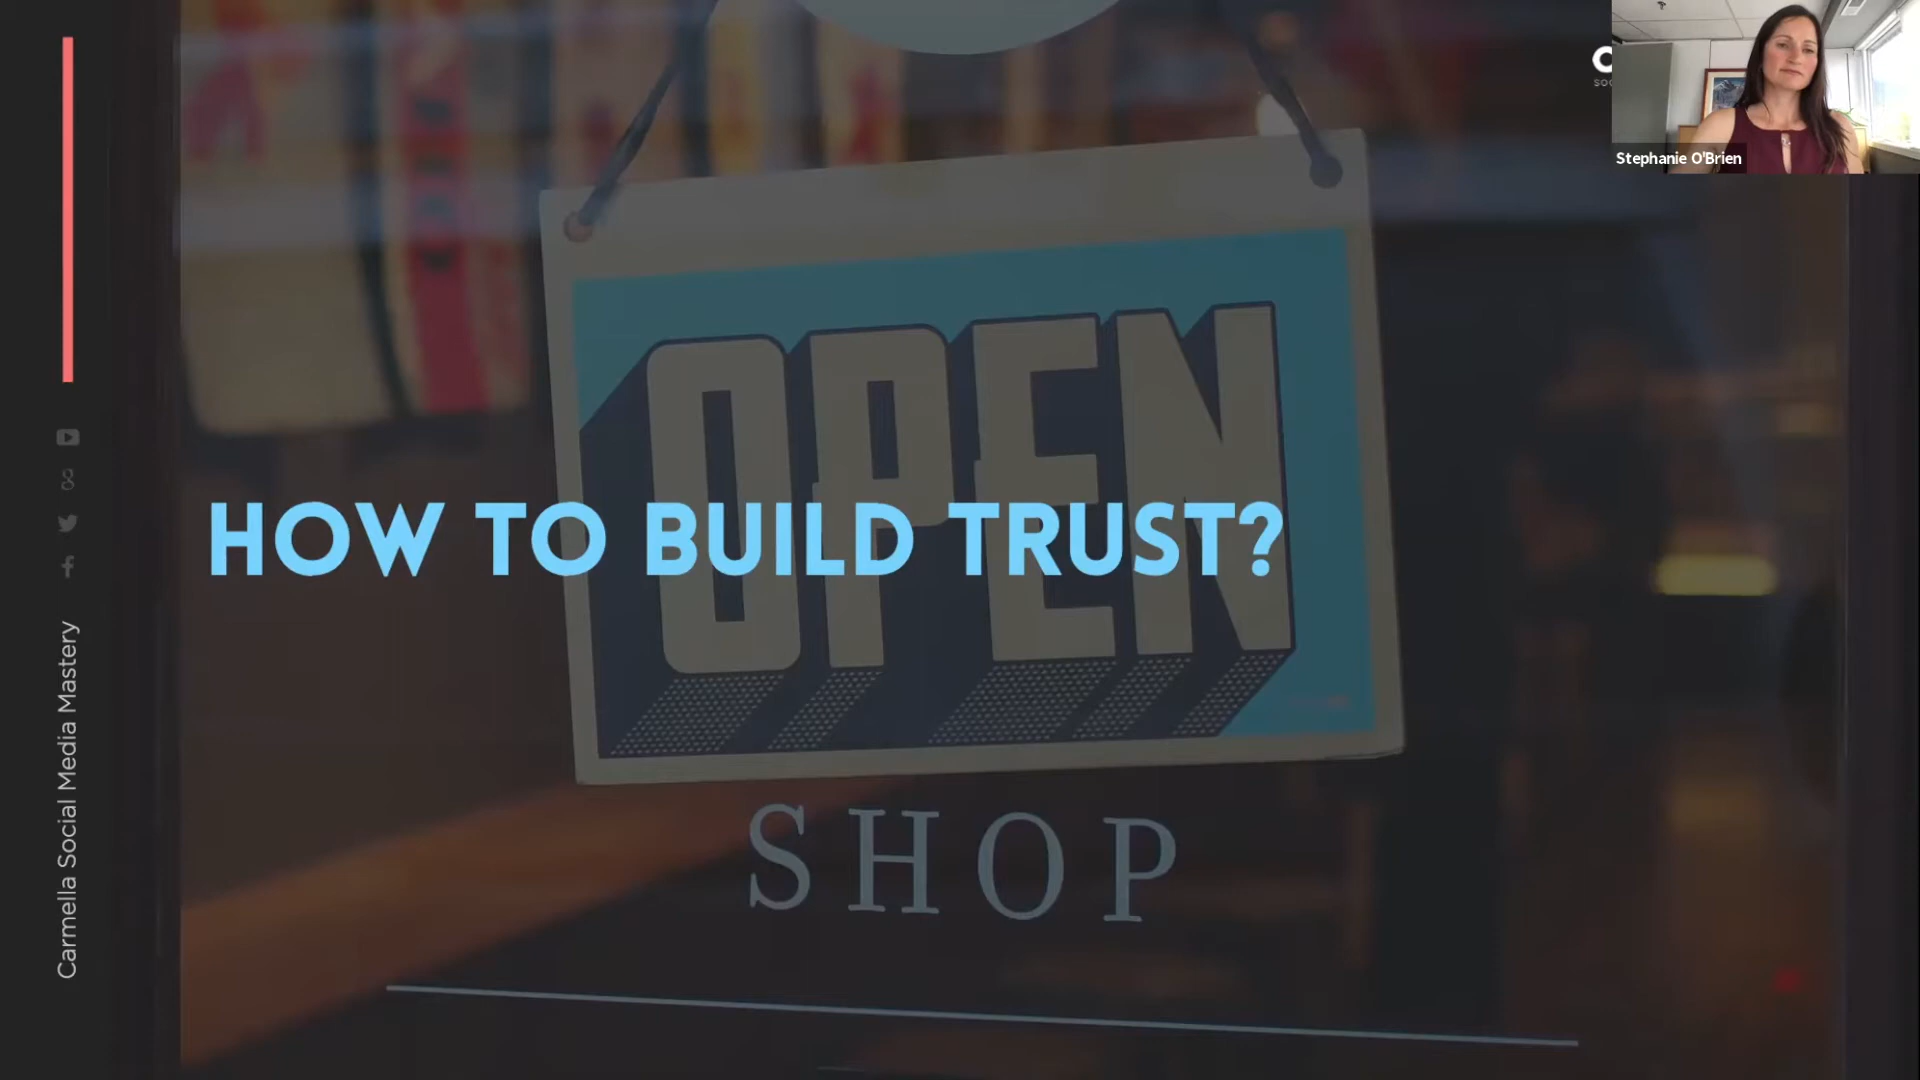 Stephanie O'Brien
OPEN
HOW TO BUILD TRUST?
SHOP
Carmella Social Media Mastery